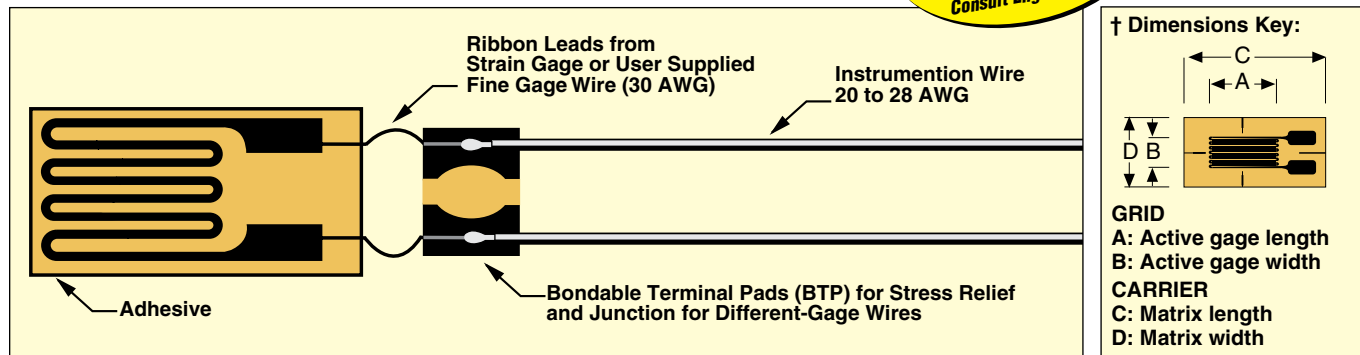 Consult
Ribbon Leads from
Strain Gage or User Supplied
Fine Gage Wire (30 AWG)
Instrumention Wire
20 to 28 AWG
Adhesive
Bondable Terminal Pads (BTP) for Stress Relief
and Junction for Different-Gage Wires
† Dimensions Key:
C
A
D B
GRID
A: Active gage length
B: Active gage width
CARRIER
C: Matrix length
D: Matrix width